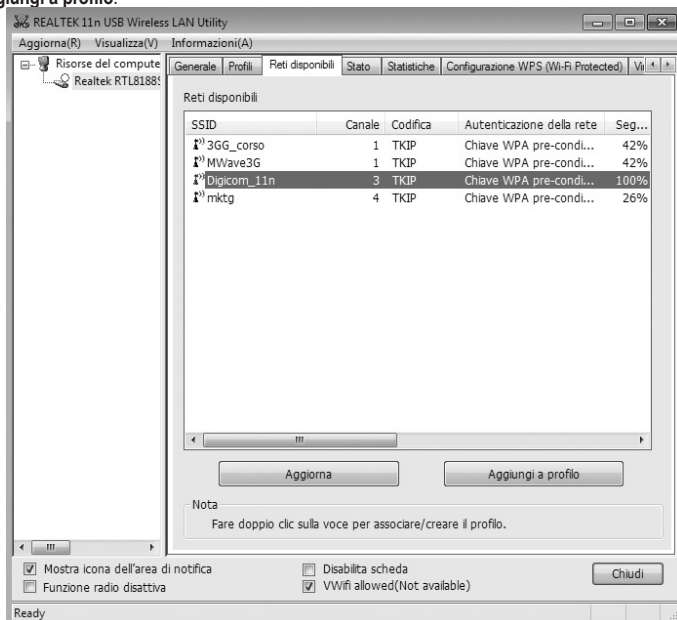 giungi a profilo.
REALTEK 11n USB Wireless LAN Utility
Aggiorna(R) Visualizza(V) Informazioni(A)
Risorse del compute
Realtek RTL8188S
Generale Profili Reti disponibili Stato Statistiche Configurazione WPS (Wi-Fi Protected) Vi
Reti disponibili
SSID Canale Codifica Autenticazione della rete Seg...
3GG_corso 1 TKIP Chiave WPA pre-condi... 42%
MWave3G 1 TKIP Chiave WPA pre-condi... 42%
Digicom_11n 3 TKIP Chiave WPA pre-condi... 100%
mktg 4 TKIP Chiave WPA pre-condi... 26%
Aggiorna Aggiungi a profilo
Nota
Fare doppio clic sulla voce per associare/creare il profilo.
Mostra icona dell'area di notifica Disabilita scheda Chiudi
Funzione radio disattiva VWifi allowed(Not available)
Ready